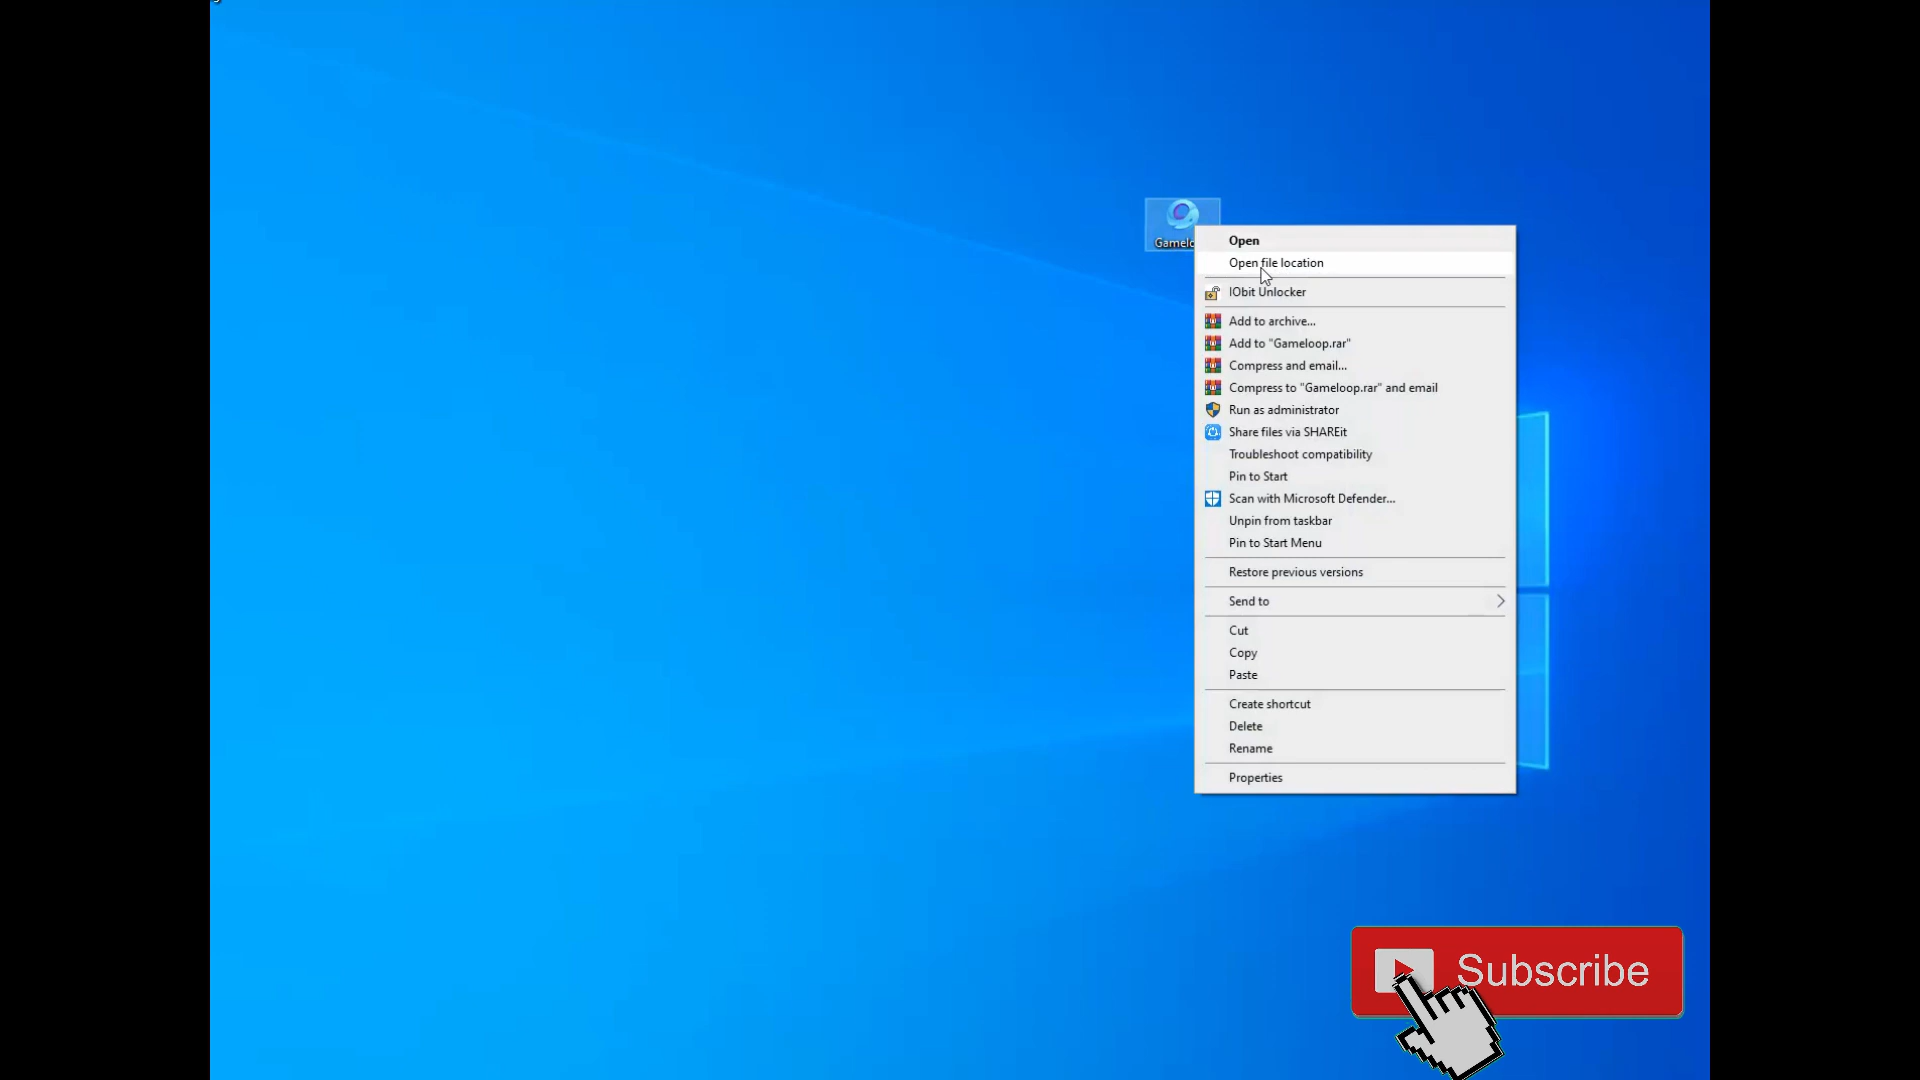 Open
Open file location
IObit Unlocker
Add to archive...
Add to "Gameloop.rar"
Compress and email...
Compress to "Gameloop.rar" and email
Run as administrator
Share files via SHAREit
Troubleshoot compatibility
Pin to Start
Scan with Microsoft Defender...
Unpin from taskbar
Pin to Start Menu
Restore previous versions
Send to
Cut
Copy
Paste
Create shortcut
Delete
Rename
Properties
Subscribe